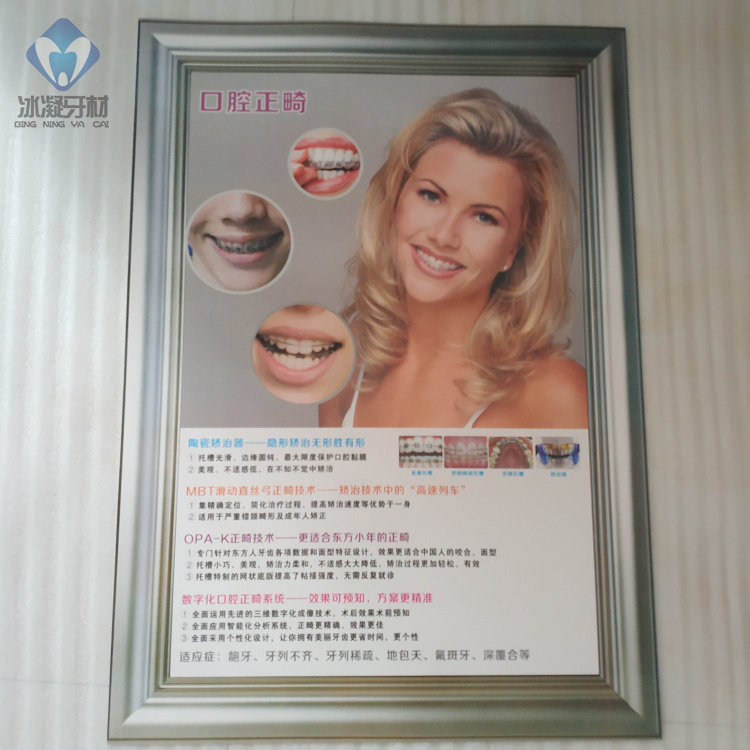 冰凝牙材
BING NING YA CAI
口腔正畸
陶瓷矫治器——隐形矫治无形胜有形
1 托槽光滑，边缘圆钝，最大限度保护口腔黏膜
2 美观、不适感低，在不知不觉中矫治
MBT滑动直丝弓正畸技术——矫治技术中的“高速列车”
1 集精确定位、简化治疗过程、提高矫治速度等优势于一身
2 适用于严重错颌畸形及成年人矫正
OPA-K正畸技术——更适合东方小年的正畸
1 专门针对东方人牙齿各项数据和面型特征设计，效果更适合中国人的咬合、面型
2 托槽小巧、美观，矫治力柔和，不适感大大降低，矫治过程更加轻松、有效
3 托槽特制的网状底版提高了粘接强度，无需反复就诊
数字化口腔正畸系统——效果可预知，方案更精准
1 全面运用先进的三维数字化成像技术，术后效果术前预知
2 全面应用智能化分析系统，正畸更精确、效果更佳
3 全面采用个性化设计，让你拥有美丽牙齿更省时间，更个性
适应症：龅牙、牙列不齐、牙列稀疏、地包天、氟斑牙、深覆合等